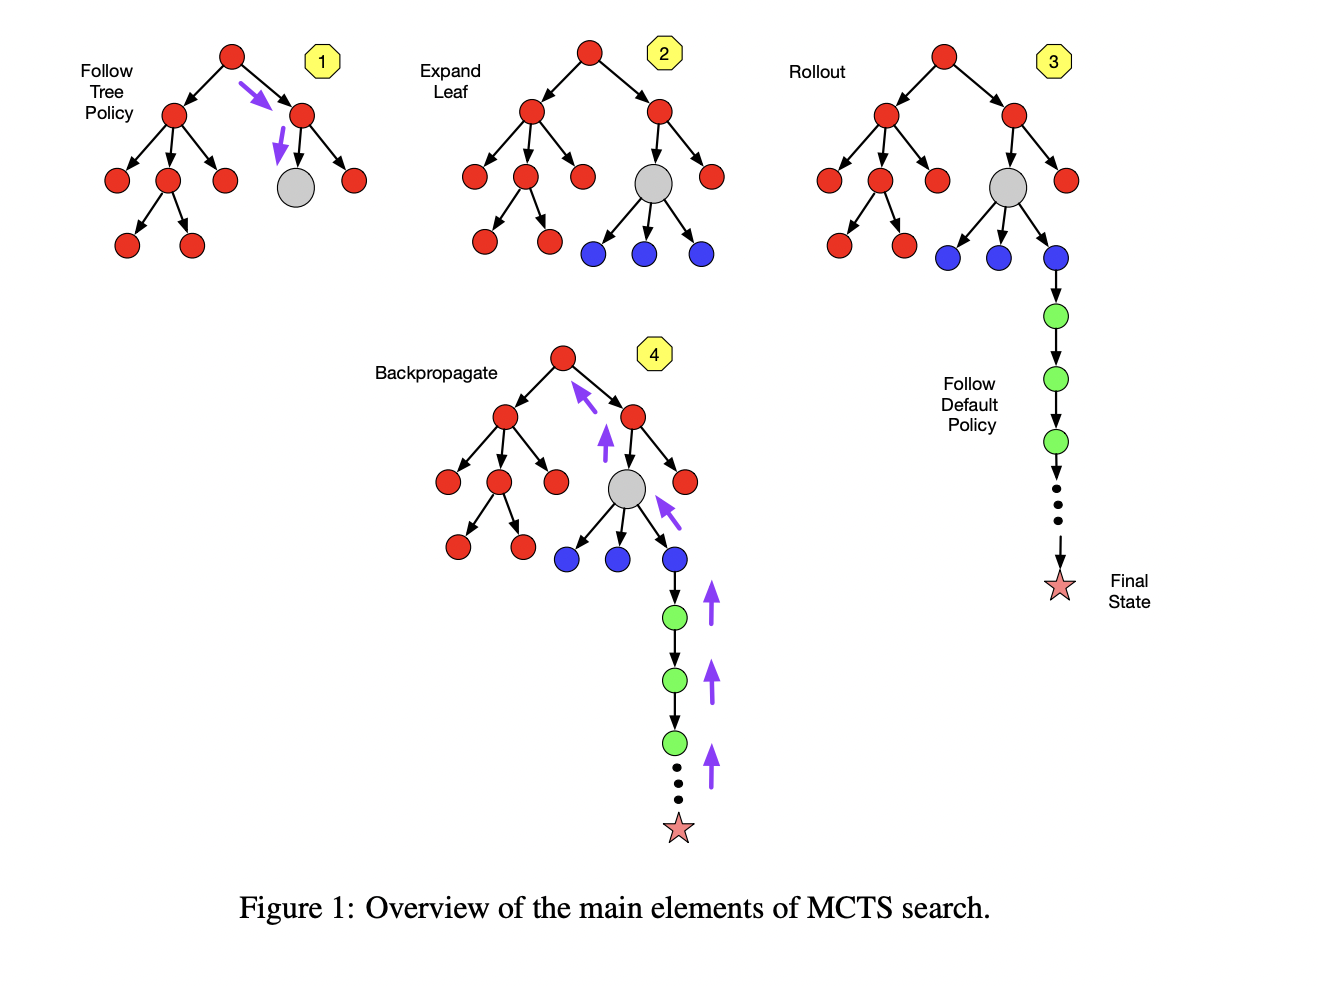 Follow
Tree
Policy
1
Expand
Leaf
2
Rollout
3
Follow
Default
Policy
Final
State
Backpropagate
4
Figure 1: Overview of the main elements of MCTS search.